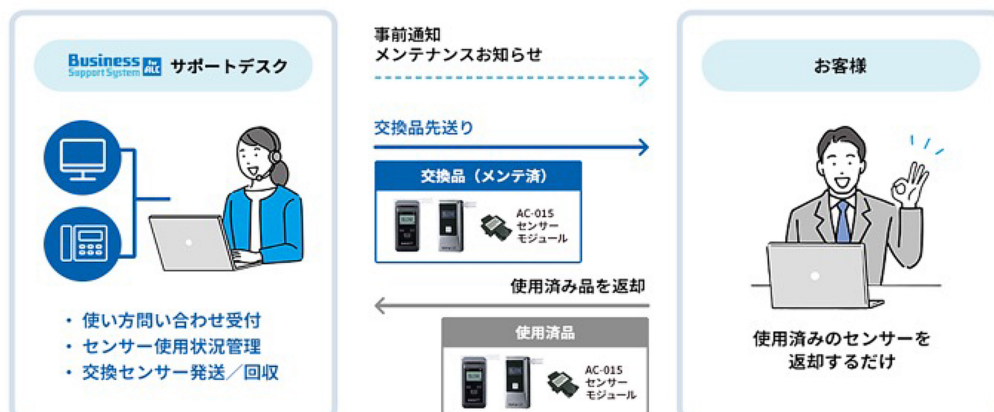 Business for ALC
Support System
サポートデスク
・使い方問い合わせ受付
・センサー使用状況管理
・交換センサー発送／回収
事前通知
メンテナンスお知らせ
交換品先送り
交換品（メンテ済）
AC-015
センサー
モジュール
使用済み品を返却
使用済品
AC-015
センサー
モジュール
お客様
使用済みのセンサーを
返却するだけ